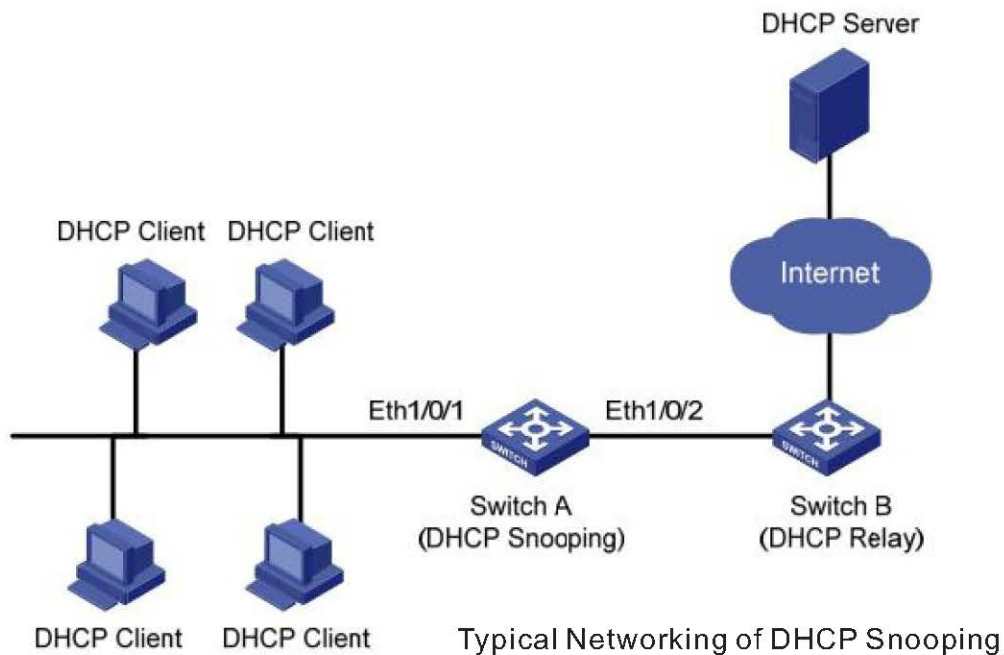 DHCP Server
DHCP Client DHCP Client
Internet
Eth1/0/1
Eth1/0/2
SWITCH
SWITCH
Switch A
(DHCP Snooping)
Switch B
(DHCP Relay)
DHCP Client DHCP Client
Typical Networking of DHCP Snooping